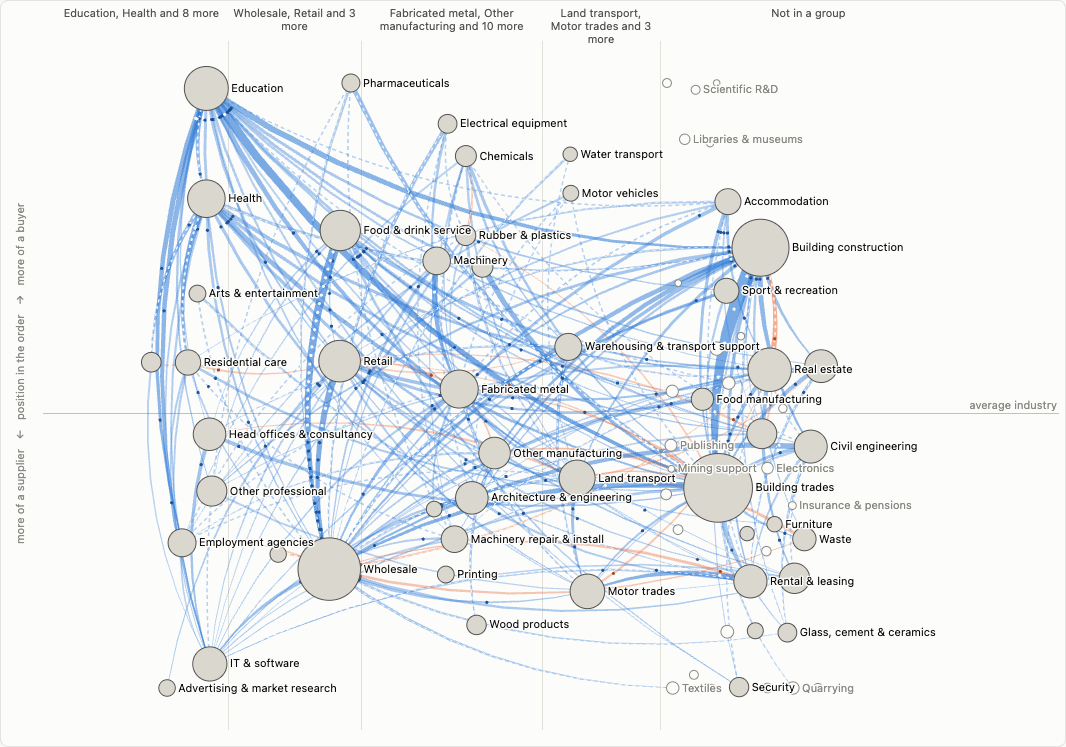 Education, Health and 8 more
Wholesale, Retail and 3
more
Fabricated metal, Other
manufacturing and 10 more
Land transport,
Motor trades and 3
more
Not in a group
more of a supplier ← position in the order → more of a buyer
average industry
Education
Pharmaceuticals
Scientific R&D
Electrical equipment
Libraries & museums
Chemicals
Water transport
Motor vehicles
Health
Accommodation
Food & drink service
Rubber & plastics
Building construction
Machinery
Arts & entertainment
Sport & recreation
Warehousing & transport support
Residential care
Retail
Real estate
Fabricated metal
Food manufacturing
Head offices & consultancy
Publishing
Civil engineering
Other manufacturing
Mining support
Electronics
Land transport
Building trades
Other professional
Architecture & engineering
Insurance & pensions
Furniture
Employment agencies
Machinery repair & install
Waste
Wholesale
Printing
Rental & leasing
Motor trades
Wood products
Glass, cement & ceramics
IT & software
Advertising & market research
Textiles
Security
Quarrying